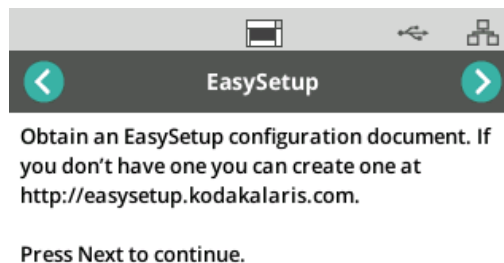 EasySetup
Obtain an EasySetup configuration document. If
you don't have one you can create one at
http://easysetup.kodakalaris.com.
Press Next to continue.